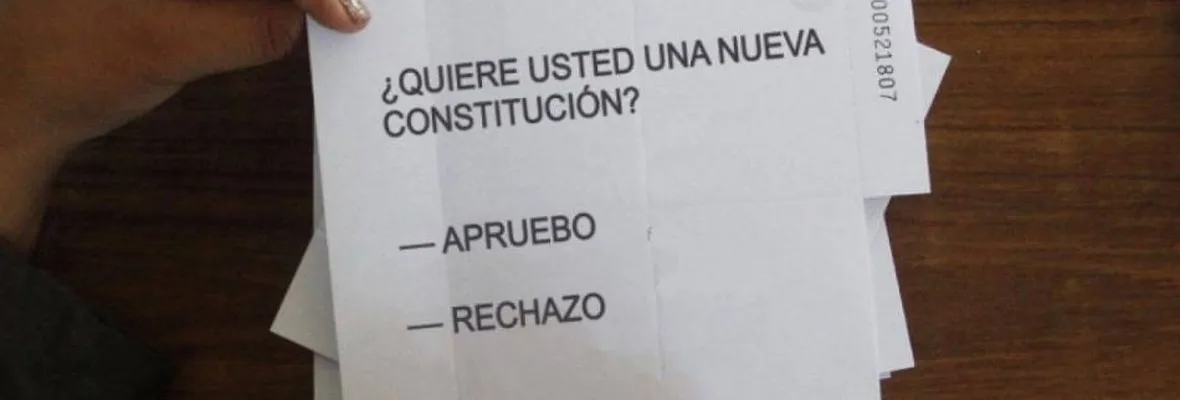 ¿QUIERE USTED UNA NUEVA
CONSTITUCIÓN?
— APRUEBO
— RECHAZO
00521807